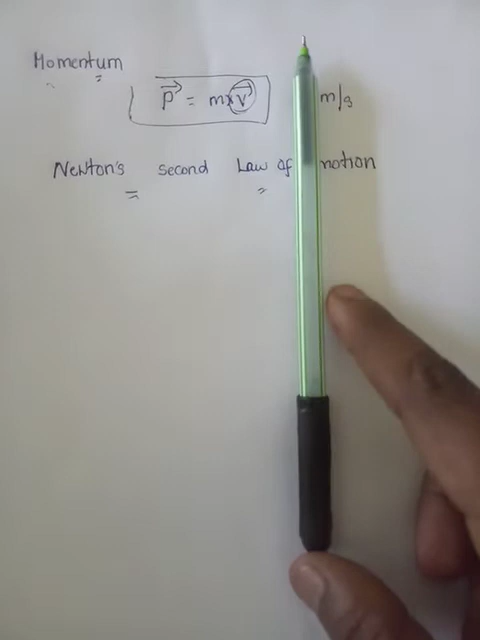 Momentum
P⃗ = m×v⃗ m/s
Newton's second Law of motion